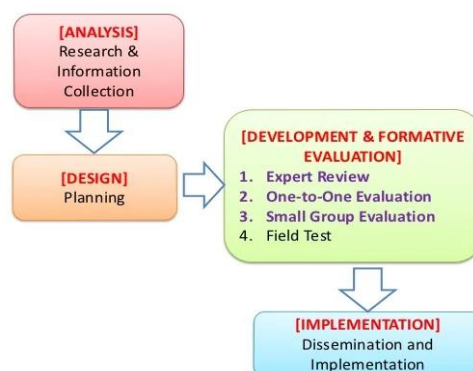 [ANALYSIS]
Research &
Information
Collection
[DESIGN]
Planning
[DEVELOPMENT & FORMATIVE
EVALUATION]
1. Expert Review
2. One-to-One Evaluation
3. Small Group Evaluation
4. Field Test
[IMPLEMENTATION]
Dissemination and
Implementation